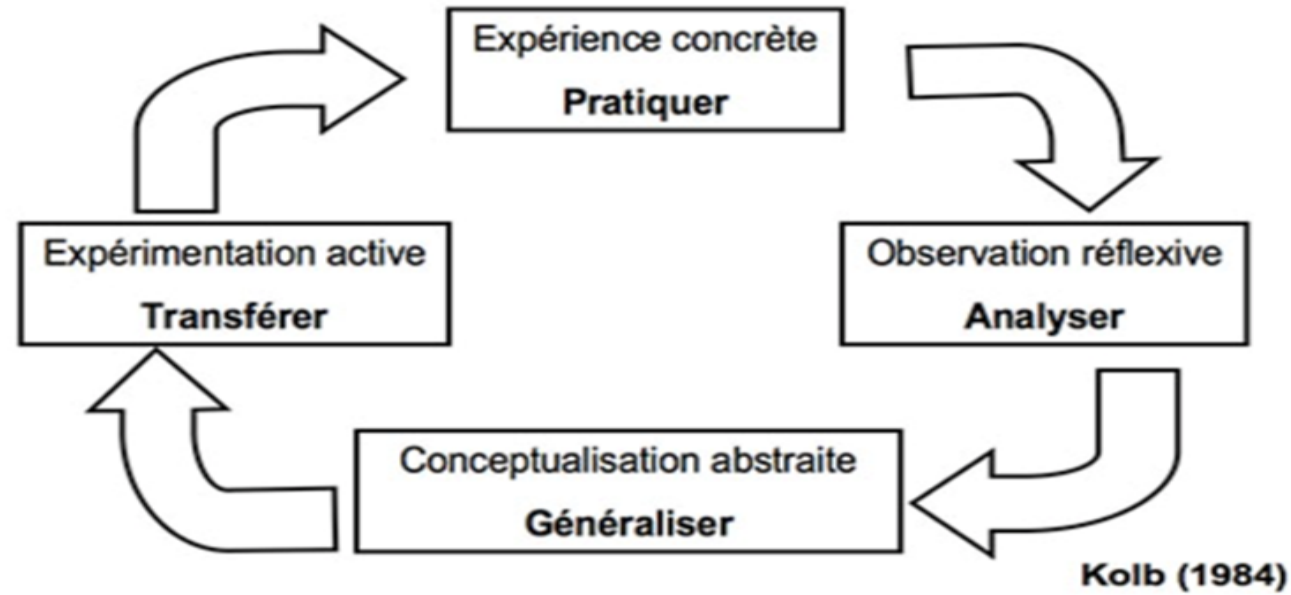 Expérience concrète
Pratiquer
Expérimentation active
Transférer
Observation réflexive
Analyser
Conceptualisation abstraite
Généraliser
Kolb (1984)